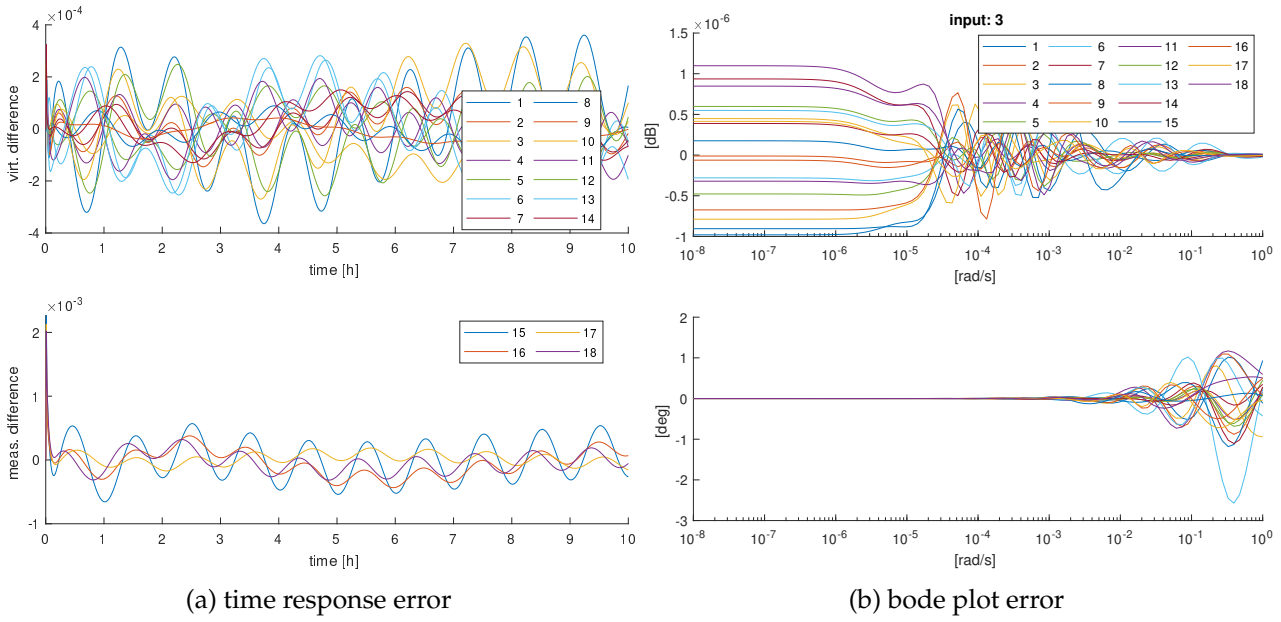 ×10⁻⁴
4
2
0
-2
-4
virt. difference
0 1 2 3 4 5 6 7 8 9 10
time [h]
1 8
2 9
3 10
4 11
5 12
6 13
7 14
×10⁻³
2
1
0
-1
meas. difference
0 1 2 3 4 5 6 7 8 9 10
time [h]
15 17
16 18
(a) time response error
input: 3
×10⁻⁶
1.5
1
0.5
0
-0.5
-1
[dB]
10⁻⁸ 10⁻⁷ 10⁻⁶ 10⁻⁵ 10⁻⁴ 10⁻³ 10⁻² 10⁻¹ 10⁰
[rad/s]
1 6 11 16
2 7 12 17
3 8 13 18
4 9 14
5 10 15
2
1
0
-1
-2
-3
[deg]
10⁻⁸ 10⁻⁷ 10⁻⁶ 10⁻⁵ 10⁻⁴ 10⁻³ 10⁻² 10⁻¹ 10⁰
[rad/s]
(b) bode plot error